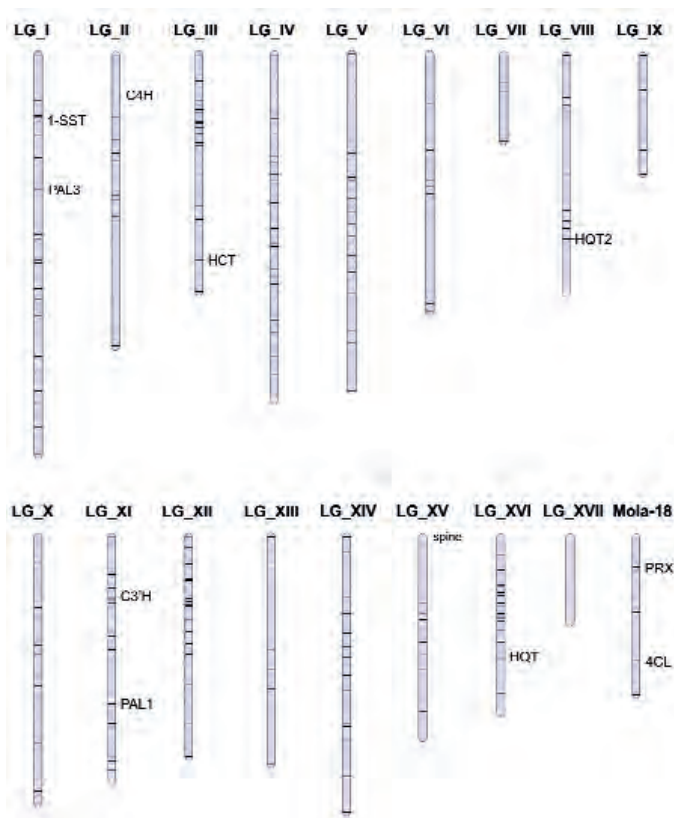 LG_I LG_II LG_III LG_IV LG_V LG_VI LG_VII LG_VIII LG_IX
C4H
1-SST
PAL3
HQT2
HCT
LG_X LG_XI LG_XII LG_XIII LG_XIV LG_XV LG_XVI LG_XVII Mola-18
spine
PRX
C3'H
HQT
4CL
PAL1